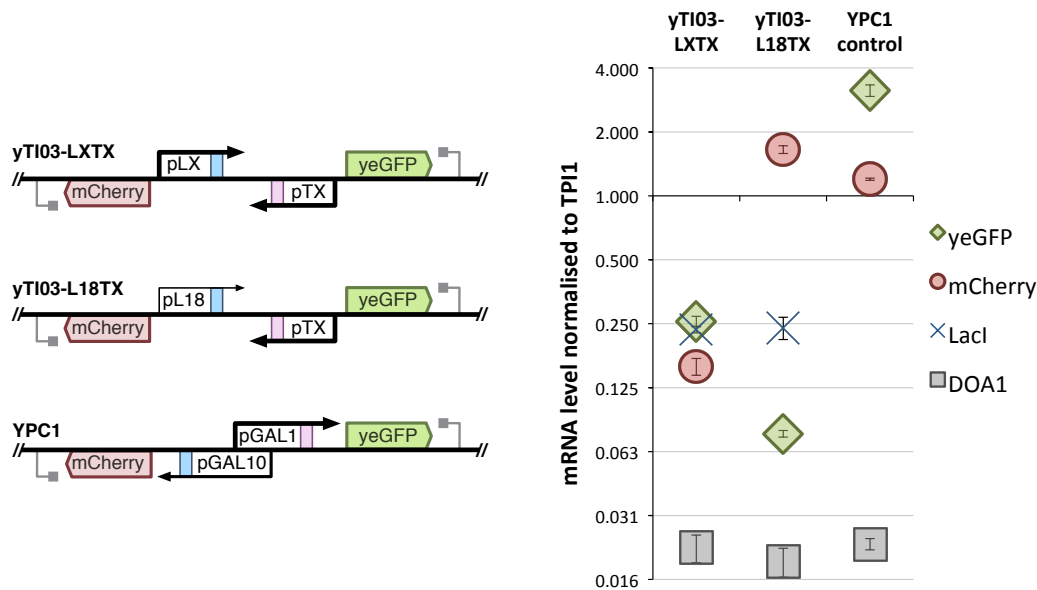 yTI03-LXTX
pLX
yeGFP
//
//
mCherry
pTX
yTI03-L18TX
pL18
yeGFP
//
//
mCherry
pTX
YPC1
pGAL1
yeGFP
//
//
mCherry
pGAL10
yTI03-
LXTX
yTI03-
L18TX
YPC1
control
mRNA level normalised to TPI1
4.000
2.000
1.000
0.500
0.250
0.125
0.063
0.031
0.016
yeGFP
mCherry
LacI
DOA1